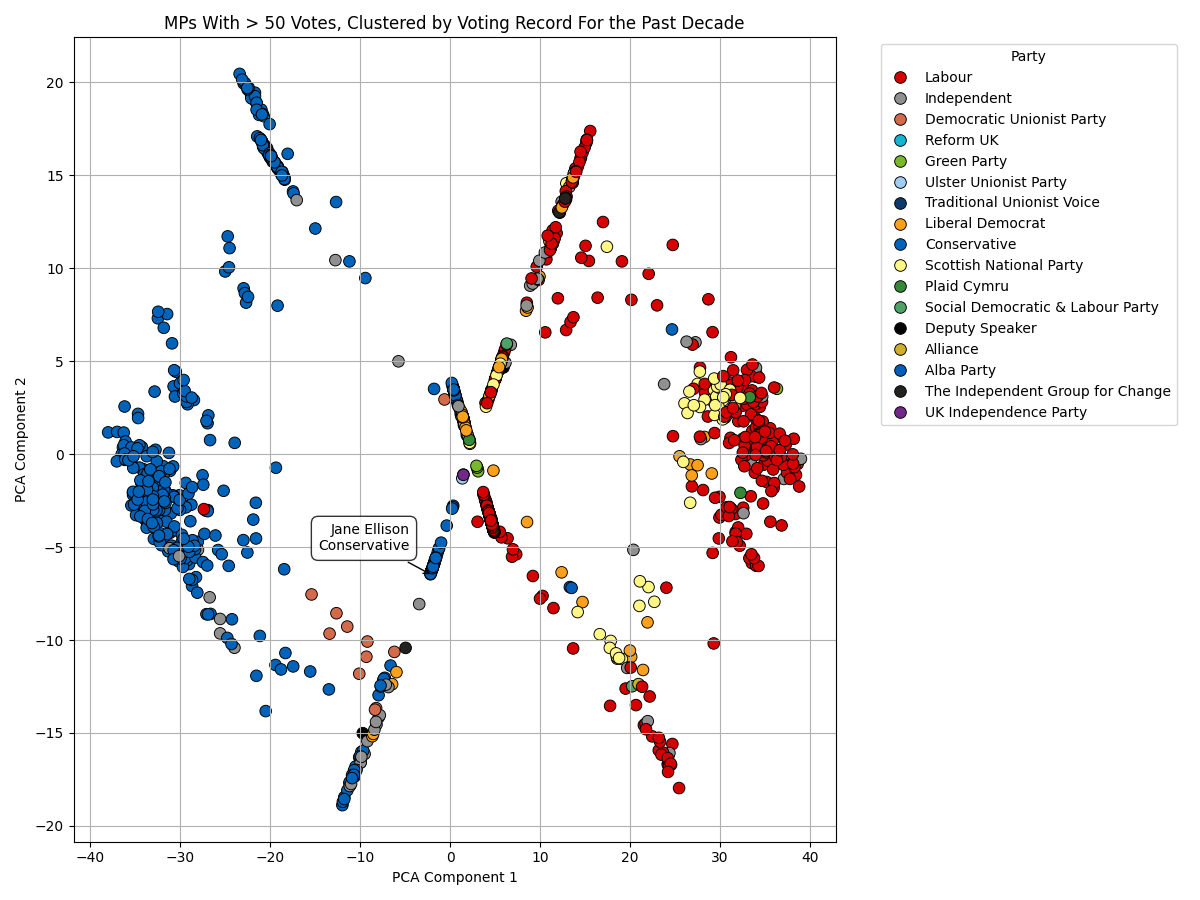 MPs With > 50 Votes, Clustered by Voting Record For the Past Decade
PCA Component 2
20
15
10
5
0
−5
−10
−15
−20
Jane Ellison
Conservative
−40
−30
−20
−10
0
10
20
30
40
PCA Component 1
Party
Labour
Independent
Democratic Unionist Party
Reform UK
Green Party
Ulster Unionist Party
Traditional Unionist Voice
Liberal Democrat
Conservative
Scottish National Party
Plaid Cymru
Social Democratic & Labour Party
Deputy Speaker
Alliance
Alba Party
The Independent Group for Change
UK Independence Party